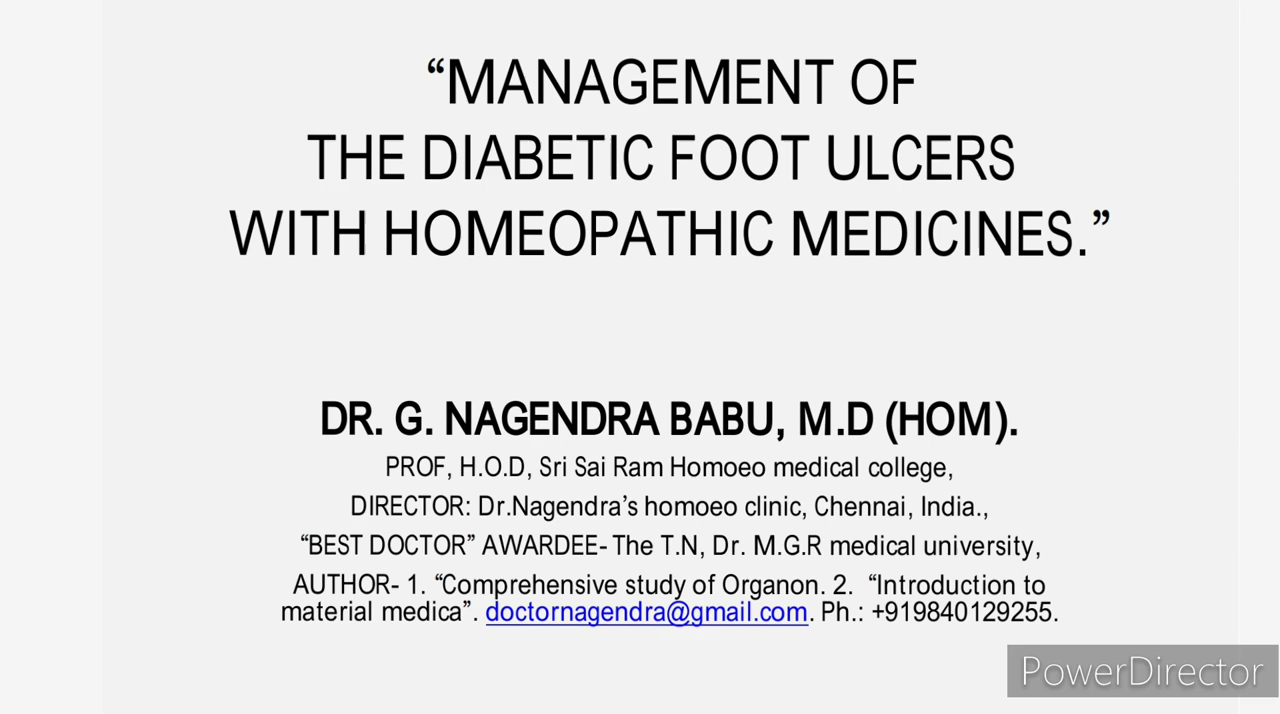 “MANAGEMENT OF
THE DIABETIC FOOT ULCERS
WITH HOMEOPATHIC MEDICINES.”
DR. G. NAGENDRA BABU, M.D (HOM).
PROF, H.O.D, Sri Sai Ram Homoeo medical college,
DIRECTOR: Dr.Nagendra’s homoeo clinic, Chennai, India.,
“BEST DOCTOR” AWARDEE- The T.N, Dr. M.G.R medical university,
AUTHOR- 1. “Comprehensive study of Organon. 2. “Introduction to
material medica”. doctornagendra@gmail.com. Ph.: +919840129255.
PowerDirector